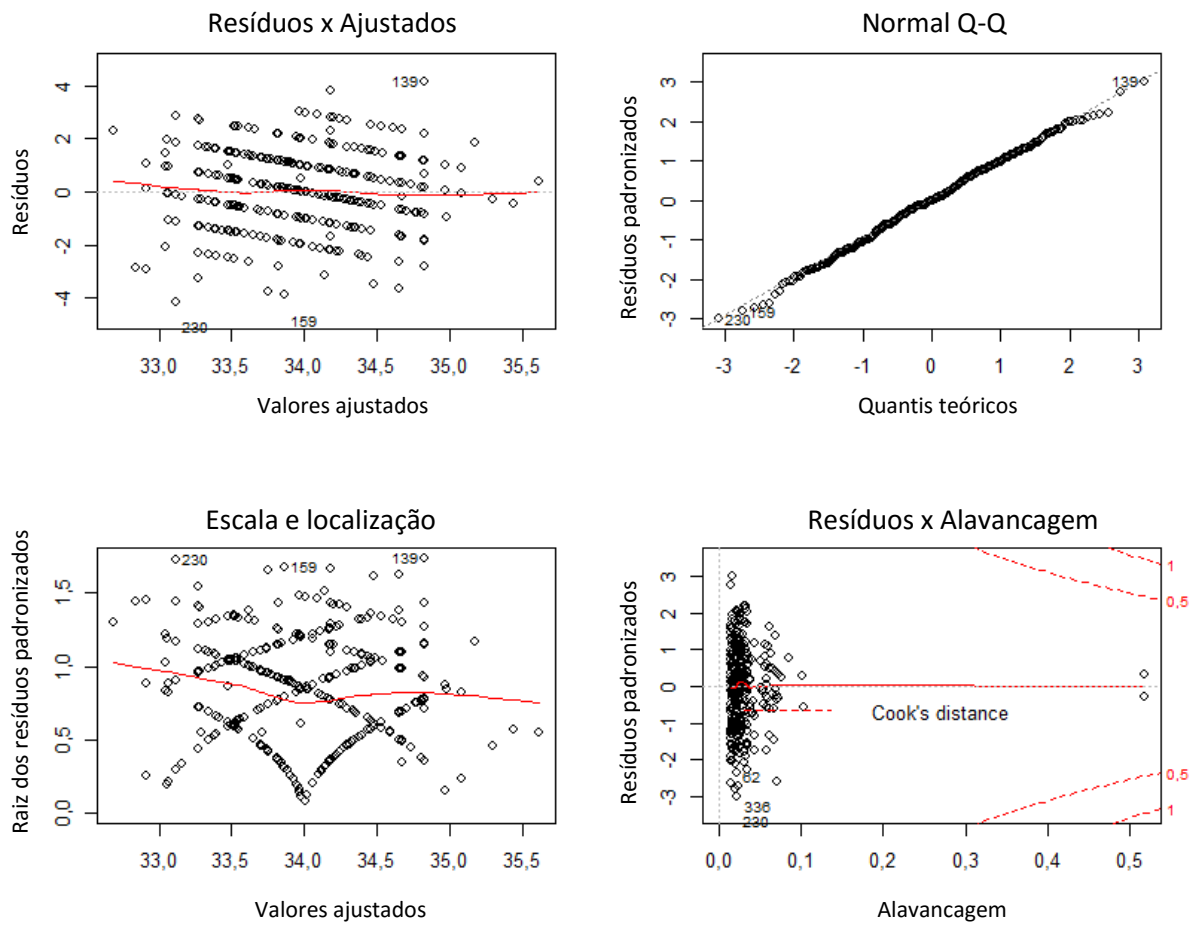 Resíduos x Ajustados
Resíduos
4
2
0
-2
-4
139
230
159
33,0 33,5 34,0 34,5 35,0 35,5
Valores ajustados
Normal Q-Q
Resíduos padronizados
3
2
1
0
-1
-2
-3
139
230
159
-3 -2 -1 0 1 2 3
Quantis teóricos
Escala e localização
Raiz dos resíduos padronizados
1,5
1,0
0,5
0,0
230
159
139
33,0 33,5 34,0 34,5 35,0 35,5
Valores ajustados
Resíduos x Alavancagem
Resíduos padronizados
3
2
1
0
-1
-2
-3
1
0,5
Cook's distance
0,5
1
62
336
230
0,0 0,1 0,2 0,3 0,4 0,5
Alavancagem